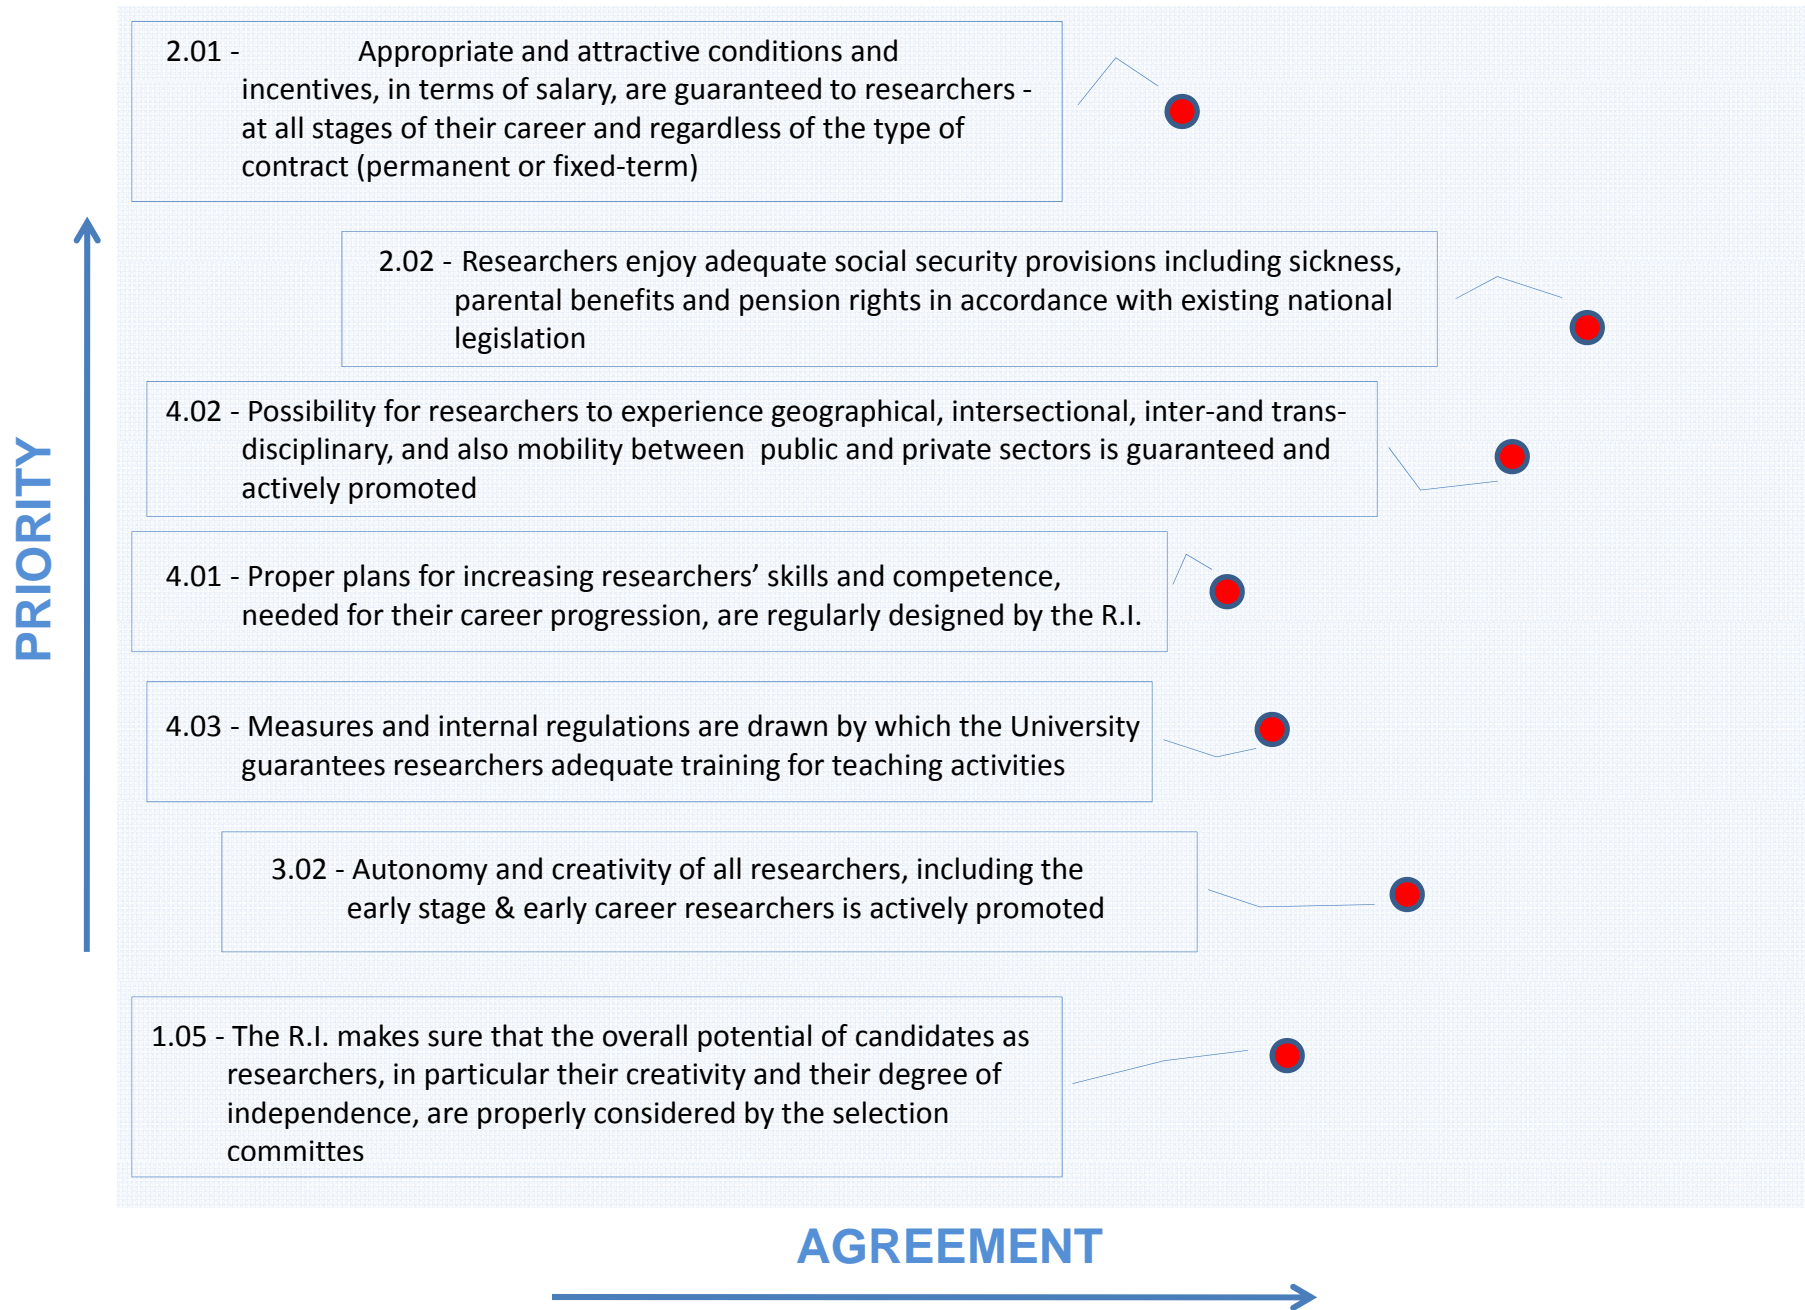 2.01 - Appropriate and attractive conditions and
incentives, in terms of salary, are guaranteed to researchers -
at all stages of their career and regardless of the type of
contract (permanent or fixed-term)
2.02 - Researchers enjoy adequate social security provisions including sickness,
parental benefits and pension rights in accordance with existing national
legislation
4.02 - Possibility for researchers to experience geographical, intersectional, inter-and trans-
disciplinary, and also mobility between public and private sectors is guaranteed and
actively promoted
4.01 - Proper plans for increasing researchers’ skills and competence,
needed for their career progression, are regularly designed by the R.I.
4.03 - Measures and internal regulations are drawn by which the University
guarantees researchers adequate training for teaching activities
3.02 - Autonomy and creativity of all researchers, including the
early stage & early career researchers is actively promoted
1.05 - The R.I. makes sure that the overall potential of candidates as
researchers, in particular their creativity and their degree of
independence, are properly considered by the selection
committes
PRIORITY
AGREEMENT